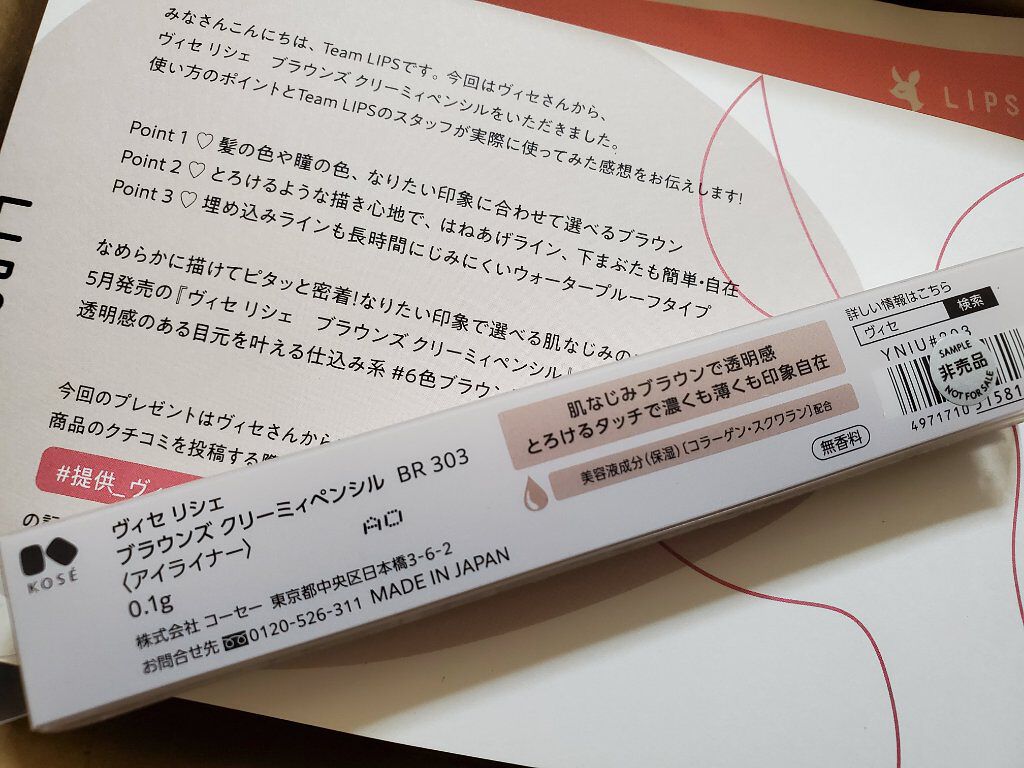 LIPS
みなさんこんにちは、Team LIPSです。今回はヴィセさんから、
ヴィセ リシェ ブラウンズ クリーミィペンシルをいただきました。
使い方のポイントとTeam LIPSのスタッフが実際に使ってみた感想をお伝えします!
Point 1 ♡ 髪の色や瞳の色、なりたい印象に合わせて選べるブラウン
Point 2 ♡ とろけるような描き心地で、はねあげライン、下まぶたも簡単・自在
Point 3 ♡ 埋め込みラインも長時間にじみにくいウォータープルーフタイプ
なめらかに描けてピタッと密着!なりたい印象で選べる肌なじみの
5月発売の『ヴィセ リシェ ブラウンズ クリーミィペンシル』
透明感のある目元を叶える仕込み系 #6色ブラウン
今回のプレゼントはヴィセさんから
商品のクチコミを投稿する際
#提供_ヴィ
の記
KOSÉ
ヴィセ リシェ
ブラウンズ クリーミィペンシル BR 303
〈アイライナー〉
0.1g
AO
株式会社 コーセー 東京都中央区日本橋3-6-2
お問合せ先 0120-526-311 MADE IN JAPAN
肌なじみブラウンで透明感
とろけるタッチで濃くも薄くも印象自在
美容液成分(保湿)〔コラーゲン・スクワラン〕配合
無香料
詳しい情報はこちら
ヴィセ 検索
YNIU#303
SAMPLE
非売品
NOT FOR SALE
4971710 31581